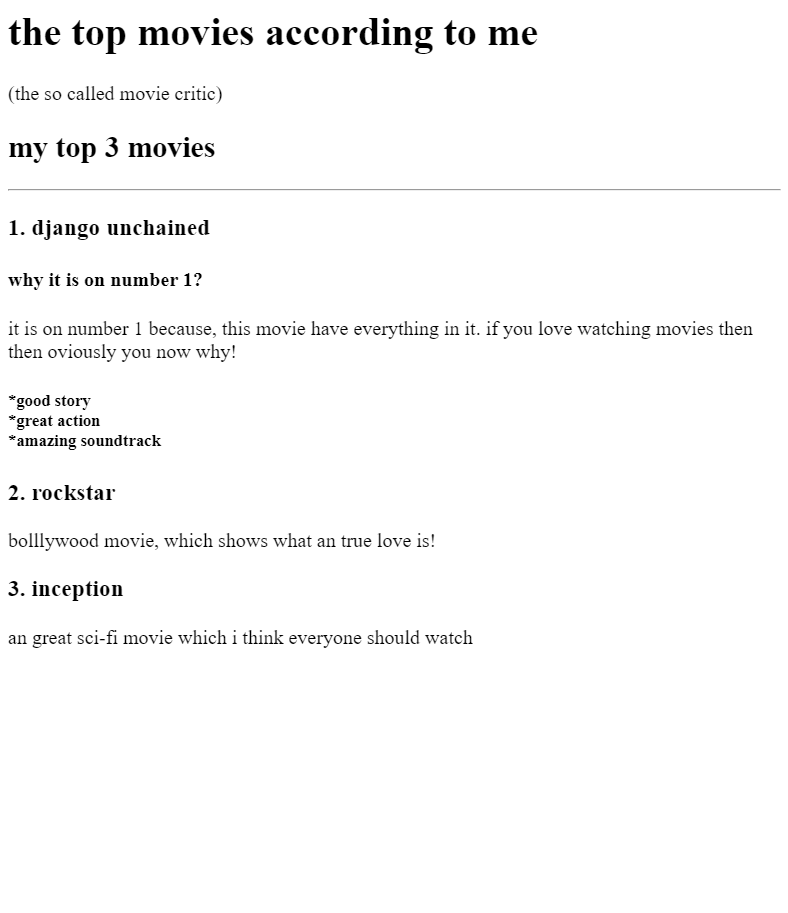 the top movies according to me
(the so called movie critic)
my top 3 movies
1. django unchained
why it is on number 1?
it is on number 1 because, this movie have everything in it. if you love watching movies then
then oviously you now why!
*good story
*great action
*amazing soundtrack
2. rockstar
bolllywood movie, which shows what an true love is!
3. inception
an great sci-fi movie which i think everyone should watch